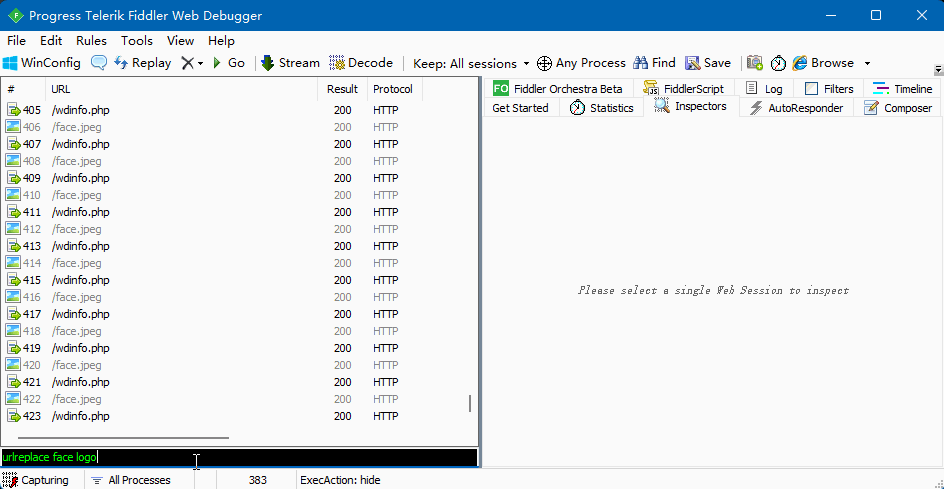 Progress Telerik Fiddler Web Debugger
File Edit Rules Tools View Help
WinConfig Replay Go Stream Decode Keep: All sessions Any Process Find Save Browse
# URL Result Protocol
405 /wdinfo.php 200 HTTP
406 /face.jpeg 200 HTTP
407 /wdinfo.php 200 HTTP
408 /face.jpeg 200 HTTP
409 /wdinfo.php 200 HTTP
410 /face.jpeg 200 HTTP
411 /wdinfo.php 200 HTTP
412 /face.jpeg 200 HTTP
413 /wdinfo.php 200 HTTP
414 /face.jpeg 200 HTTP
415 /wdinfo.php 200 HTTP
416 /face.jpeg 200 HTTP
417 /wdinfo.php 200 HTTP
418 /face.jpeg 200 HTTP
419 /wdinfo.php 200 HTTP
420 /face.jpeg 200 HTTP
421 /wdinfo.php 200 HTTP
422 /face.jpeg 200 HTTP
423 /wdinfo.php 200 HTTP
urlreplace face logo
FO Fiddler Orchestra Beta JS FiddlerScript Log Filters Timeline
Get Started Statistics Inspectors AutoResponder Composer
Please select a single Web Session to inspect
Capturing All Processes 383 ExecAction: hide